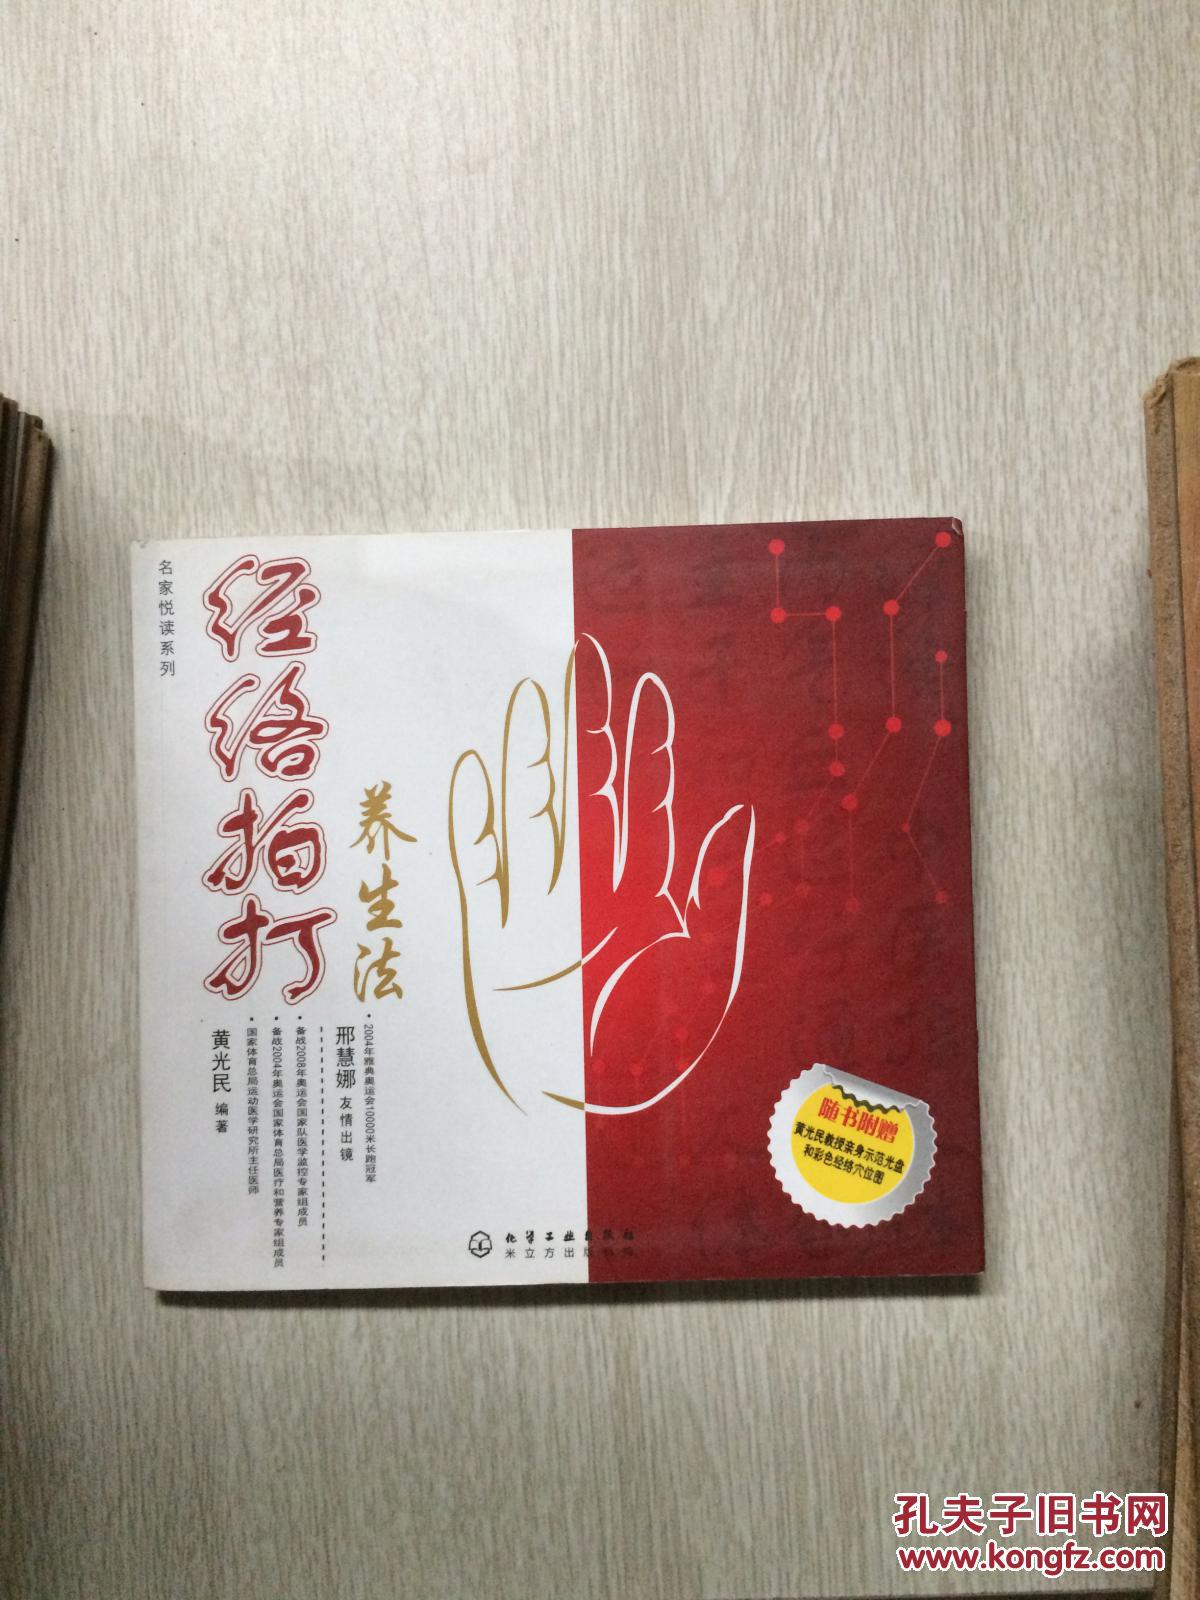 名家悦读系列
经络拍打
养生法
·2004年雅典奥运会10000米长跑冠军
邢慧娜 友情出镜
·备战2008年奥运会国家队医学监控专家组成员
·备战2004年奥运会国家体育总局医疗和营养专家组成员
·国家体育总局运动医学研究所主任医师
黄光民 编著
随书附赠
黄光民教授亲身示范光盘
和彩色经络穴位图
化学工业出版社
米立方出版机构
孔夫子旧书网
www.kongfz.com